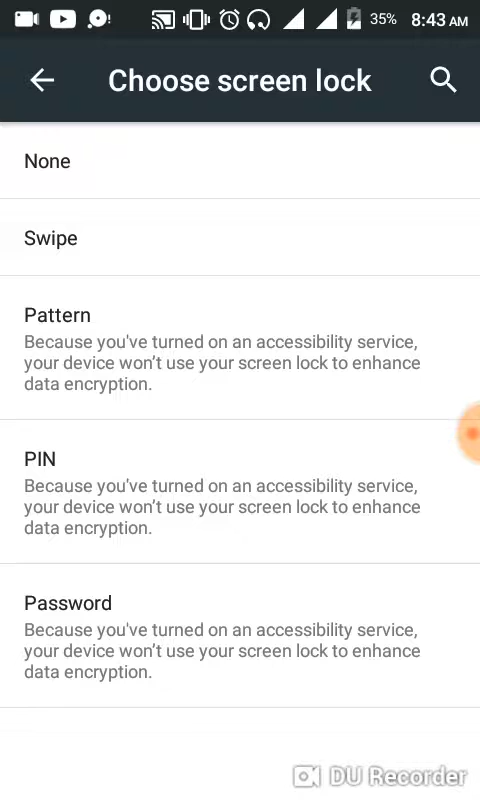 35% 8:43 AM
Choose screen lock
None
Swipe
Pattern
Because you've turned on an accessibility service,
your device won't use your screen lock to enhance
data encryption.
PIN
Because you've turned on an accessibility service,
your device won't use your screen lock to enhance
data encryption.
Password
Because you've turned on an accessibility service,
your device won't use your screen lock to enhance
data encryption.
DU Recorder